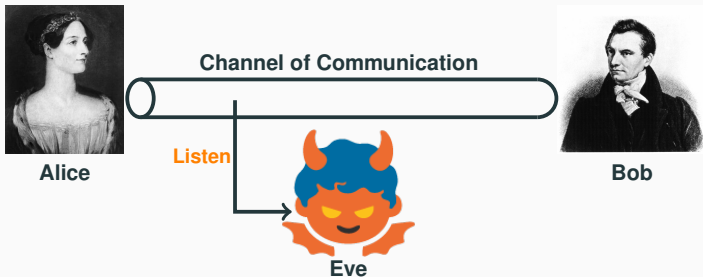 Channel of Communication
Listen
Alice
Bob
Eve